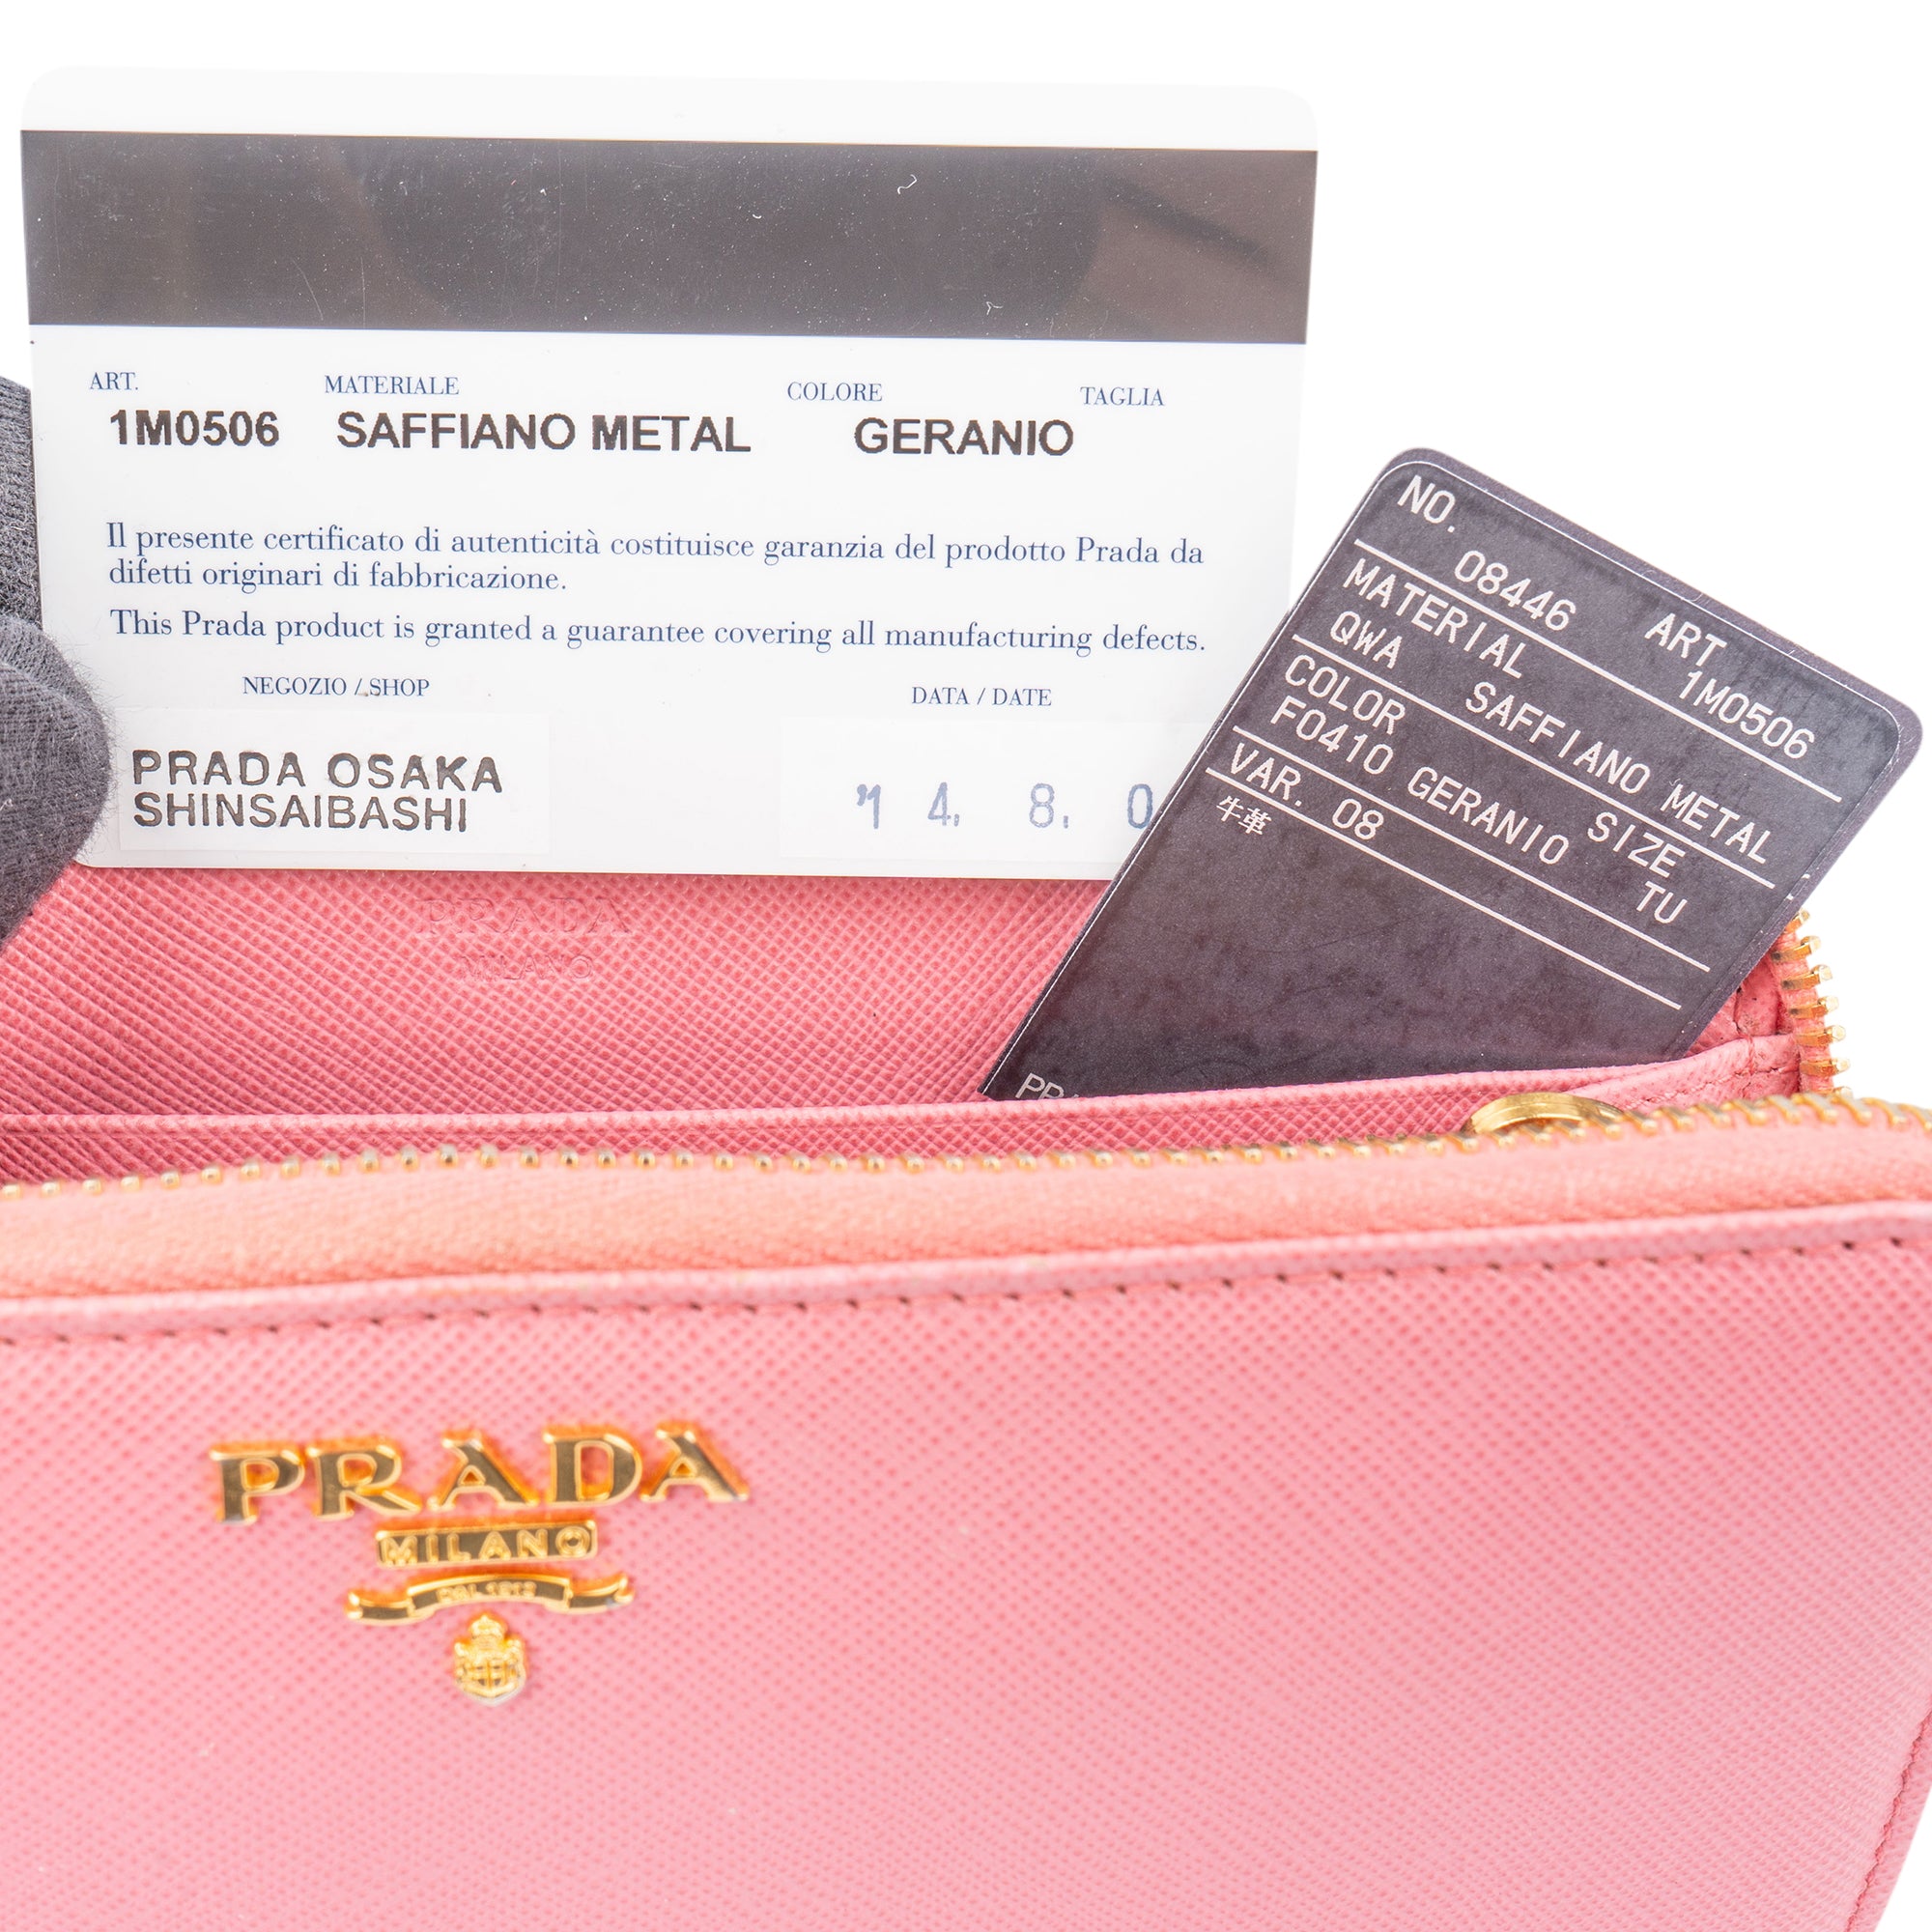 ART. MATERIALE COLORE TAGLIA
1M0506 SAFFIANO METAL GERANIO
Il presente certificato di autenticità costituisce garanzia del prodotto Prada da
difetti originari di fabbricazione.
This Prada product is granted a guarantee covering all manufacturing defects.
NEGOZIO / SHOP DATA / DATE
PRADA OSAKA
SHINSAIBASHI
4. 8. 0
NO. 08446 ART 1M0506
MATERIAL
QWA SAFFIANO METAL
COLOR SIZE
F0410 GERANIO TU
VAR. 08
牛革
PRADA
MILANO
PRADA
MILANO
DAL 1913